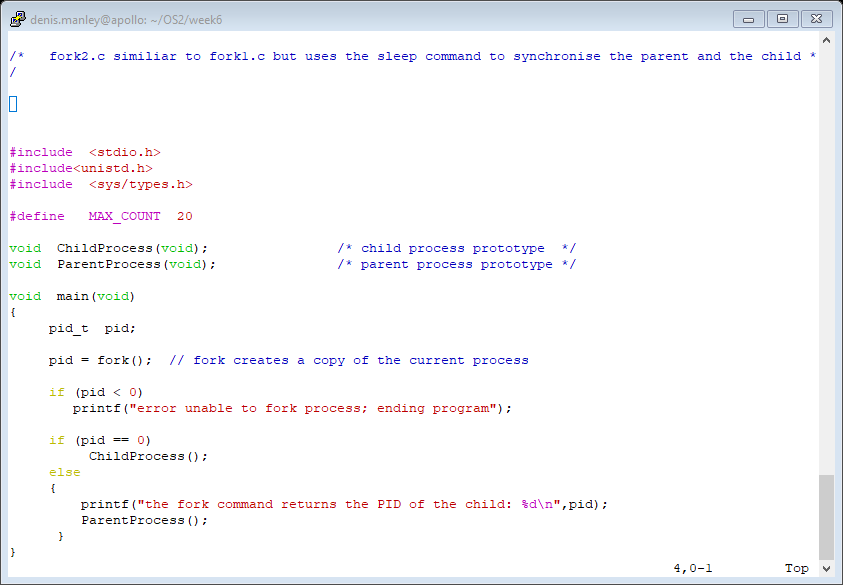 denis.manley@apollo: ~/OS2/week6
/*   fork2.c similiar to fork1.c but uses the sleep command to synchronise the parent and the child *
/
#include  <stdio.h>
#include<unistd.h>
#include  <sys/types.h>
#define   MAX_COUNT  20
void  ChildProcess(void);                /* child process prototype  */
void  ParentProcess(void);               /* parent process prototype */
void  main(void)
{
     pid_t  pid;
     pid = fork();  // fork creates a copy of the current process
     if (pid < 0)
        printf("error unable to fork process; ending program");
     if (pid == 0)
          ChildProcess();
     else
     {
         printf("the fork command returns the PID of the child: %d\n",pid);
         ParentProcess();
      }
}
4,0-1         Top